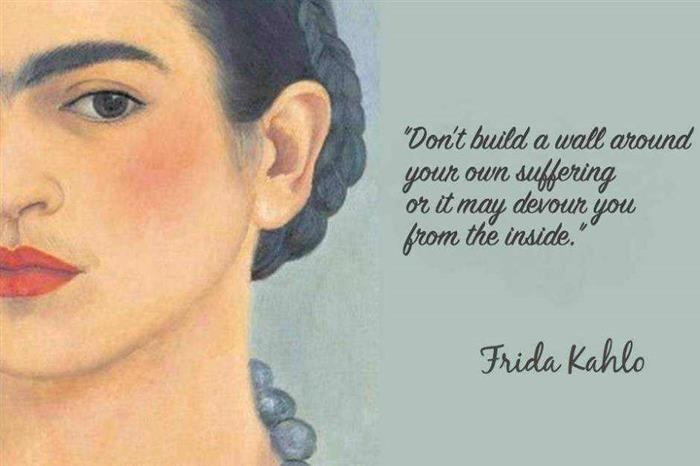 "Don't build a wall around
your own suffering
or it may devour you
from the inside."
Frida Kahlo